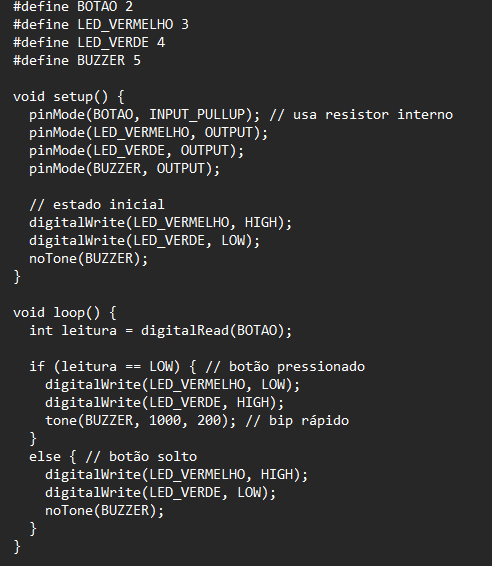 #define BOTAO 2
#define LED_VERMELHO 3
#define LED_VERDE 4
#define BUZZER 5

void setup() {
  pinMode(BOTAO, INPUT_PULLUP); // usa resistor interno
  pinMode(LED_VERMELHO, OUTPUT);
  pinMode(LED_VERDE, OUTPUT);
  pinMode(BUZZER, OUTPUT);

  // estado inicial
  digitalWrite(LED_VERMELHO, HIGH);
  digitalWrite(LED_VERDE, LOW);
  noTone(BUZZER);
}

void loop() {
  int leitura = digitalRead(BOTAO);

  if (leitura == LOW) { // botão pressionado
    digitalWrite(LED_VERMELHO, LOW);
    digitalWrite(LED_VERDE, HIGH);
    tone(BUZZER, 1000, 200); // bip rápido
  }
  else { // botão solto
    digitalWrite(LED_VERMELHO, HIGH);
    digitalWrite(LED_VERDE, LOW);
    noTone(BUZZER);
  }
}